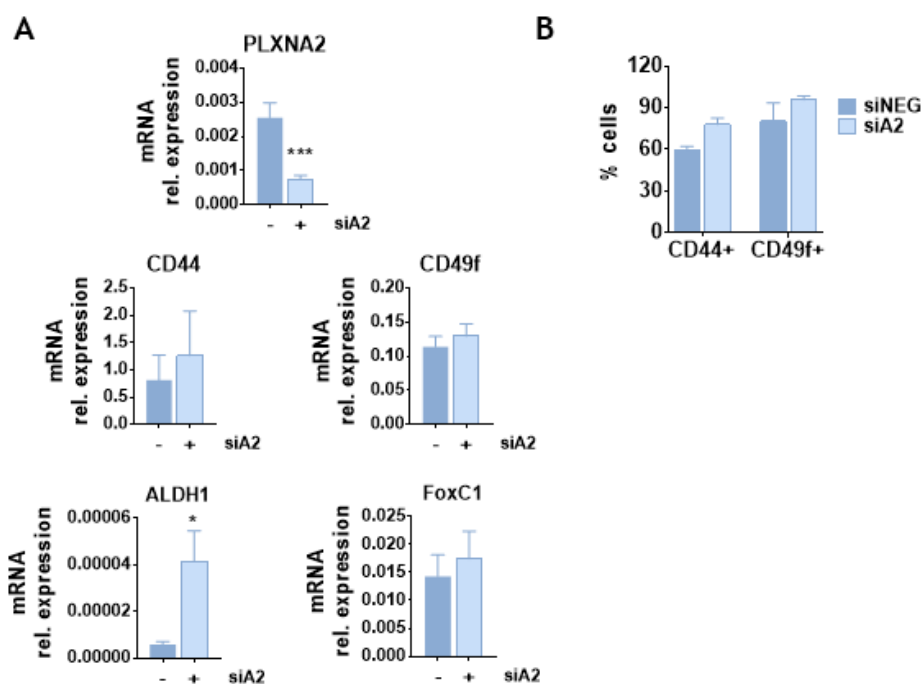 A
PLXNA2
mRNA
rel. expression
0.004
0.003
0.002
0.001
0.000
***
- + siA2
CD44
mRNA
rel. expression
2.5
2.0
1.5
1.0
0.5
0.0
- + siA2
CD49f
mRNA
rel. expression
0.20
0.15
0.10
0.05
0.00
- + siA2
ALDH1
mRNA
rel. expression
0.00006
0.00004
0.00002
0.00000
*
- + siA2
FoxC1
mRNA
rel. expression
0.025
0.020
0.015
0.010
0.005
0.000
- + siA2
B
% cells
120
90
60
30
0
CD44+ CD49f+
siNEG
siA2